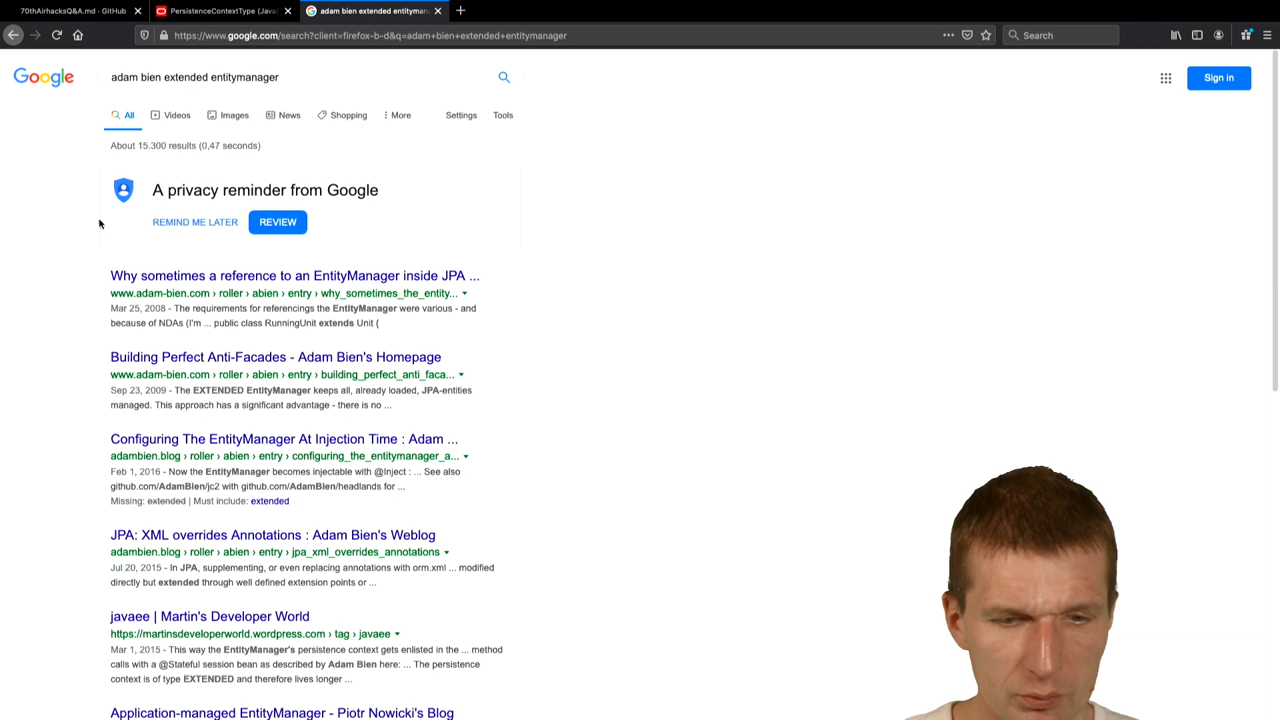 70thAirhacksQ&A.md - GitHub
PersistenceContextType (Java
adam bien extended entityman
https://www.google.com/search?client=firefox-b-d&q=adam+bien+extended+entitymanager
Search
Google
adam bien extended entitymanager
Sign in
All
Videos
Images
News
Shopping
More
Settings
Tools
About 15.300 results (0,47 seconds)
A privacy reminder from Google
REMIND ME LATER
REVIEW
Why sometimes a reference to an EntityManager inside JPA ...
www.adam-bien.com › roller › abien › entry › why_sometimes_the_entity...
Mar 25, 2008 - The requirements for referencings the EntityManager were various - and
because of NDAs (I'm ... public class RunningUnit extends Unit {
Building Perfect Anti-Facades - Adam Bien's Homepage
www.adam-bien.com › roller › abien › entry › building_perfect_anti_faca...
Sep 23, 2009 - The EXTENDED EntityManager keeps all, already loaded, JPA-entities
managed. This approach has a significant advantage - there is no ...
Configuring The EntityManager At Injection Time : Adam ...
adambien.blog › roller › abien › entry › configuring_the_entitymanager_a...
Feb 1, 2016 - Now the EntityManager becomes injectable with @Inject : ... See also
github.com/AdamBien/jc2 with github.com/AdamBien/headlands for ...
Missing: extended | Must include: extended
JPA: XML overrides Annotations : Adam Bien's Weblog
adambien.blog › roller › abien › entry › jpa_xml_overrides_annotations
Jul 20, 2015 - In JPA, supplementing, or even replacing annotations with orm.xml ... modified
directly but extended through well defined extension points or ...
javaee | Martin's Developer World
https://martinsdeveloperworld.wordpress.com › tag › javaee
Mar 1, 2015 - This way the EntityManager's persistence context gets enlisted in the ... method
calls with a @Stateful session bean as described by Adam Bien here: ... The persistence
context is of type EXTENDED and therefore lives longer ...
Application-managed EntityManager - Piotr Nowicki's Blog